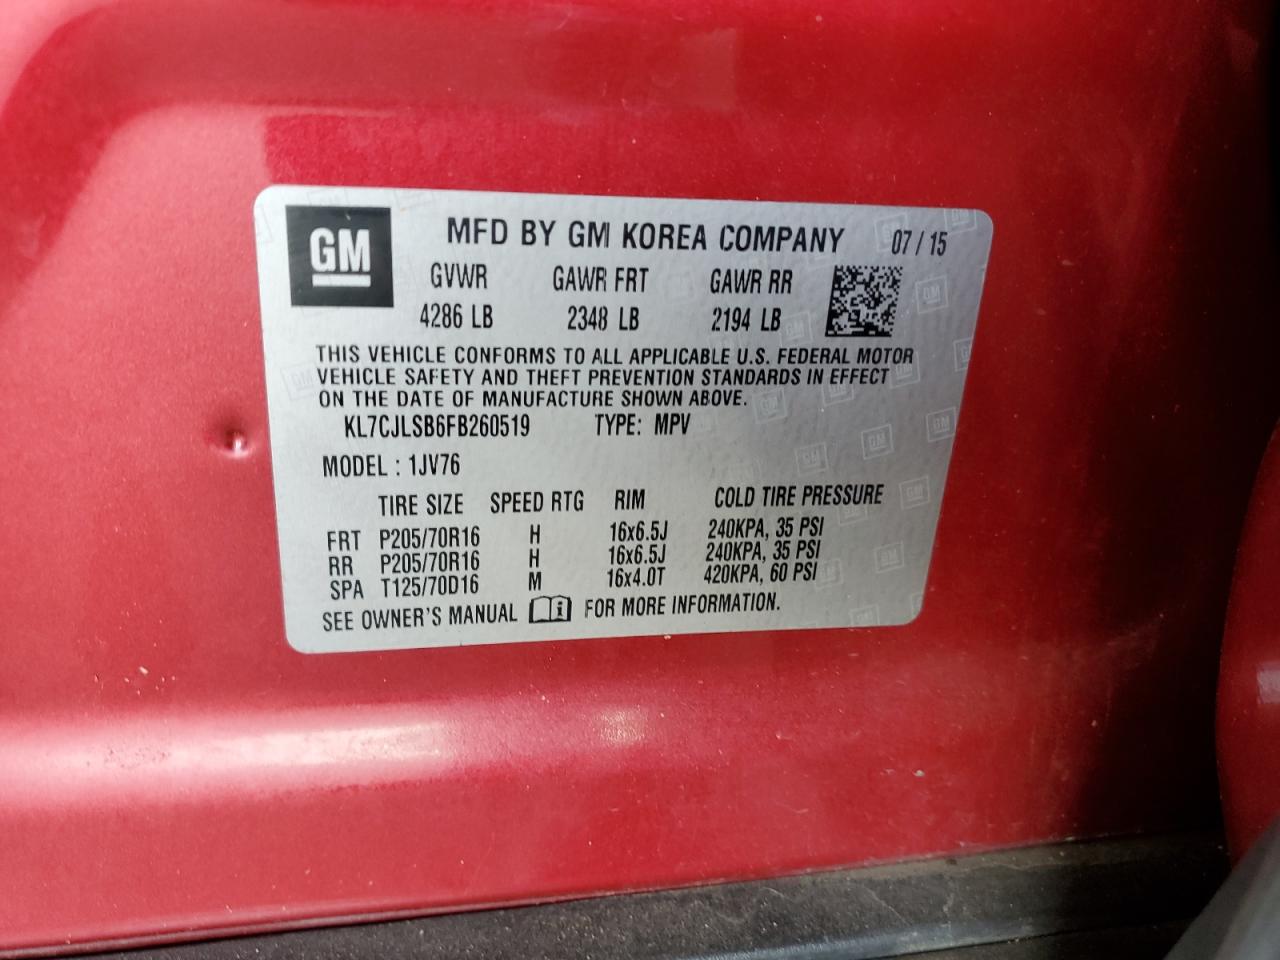 GM
MFD BY GM KOREA COMPANY 07 / 15
GVWR GAWR FRT GAWR RR
4286 LB 2348 LB 2194 LB
THIS VEHICLE CONFORMS TO ALL APPLICABLE U.S. FEDERAL MOTOR
VEHICLE SAFETY AND THEFT PREVENTION STANDARDS IN EFFECT
ON THE DATE OF MANUFACTURE SHOWN ABOVE.
KL7CJLSB6FB260519 TYPE: MPV
MODEL : 1JV76
TIRE SIZE SPEED RTG RIM COLD TIRE PRESSURE
FRT P205/70R16 H 16x6.5J 240KPA, 35 PSI
RR P205/70R16 H 16x6.5J 240KPA, 35 PSI
SPA T125/70D16 M 16x4.0T 420KPA, 60 PSI
SEE OWNER'S MANUAL i FOR MORE INFORMATION.